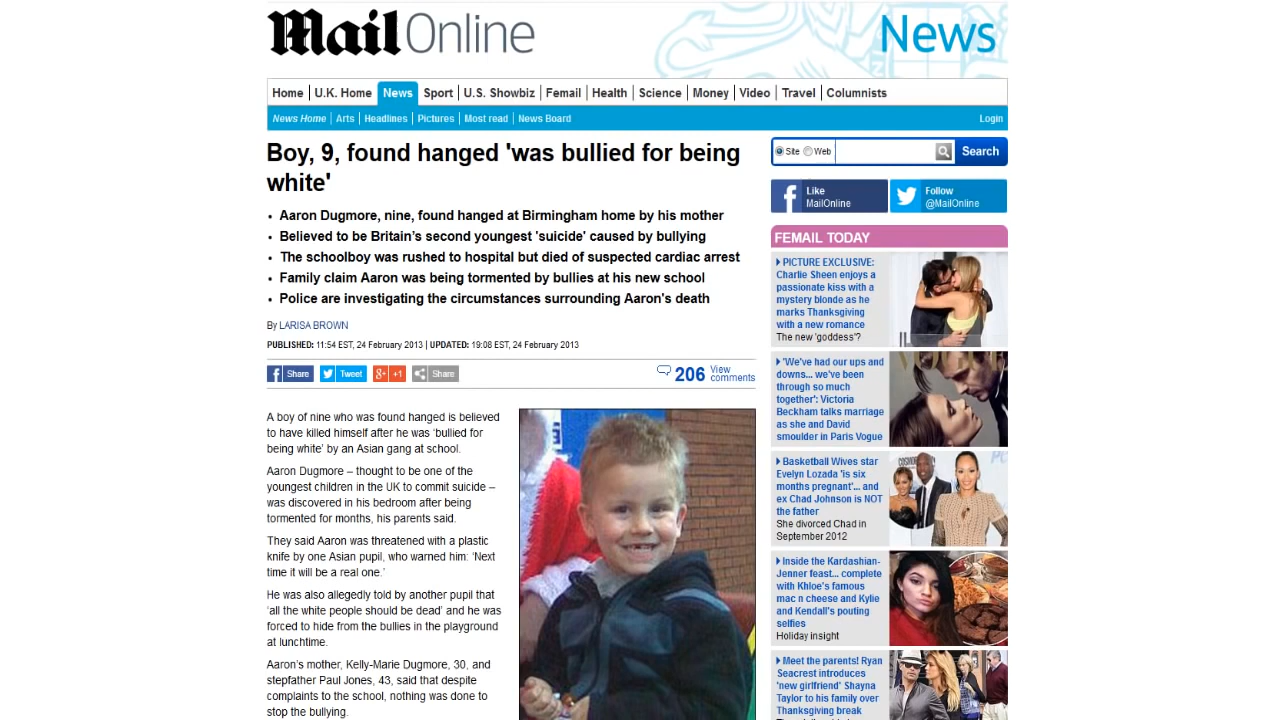 Mail Online
News
Home U.K. Home News Sport U.S. Showbiz Femail Health Science Money Video Travel Columnists
News Home Arts Headlines Pictures Most read News Board Login
Boy, 9, found hanged 'was bullied for being
white'
• Aaron Dugmore, nine, found hanged at Birmingham home by his mother
• Believed to be Britain's second youngest 'suicide' caused by bullying
• The schoolboy was rushed to hospital but died of suspected cardiac arrest
• Family claim Aaron was being tormented by bullies at his new school
• Police are investigating the circumstances surrounding Aaron's death
By LARISA BROWN
PUBLISHED: 11:54 EST, 24 February 2013 | UPDATED: 19:08 EST, 24 February 2013
Share Tweet +1 Share
206 View
comments
A boy of nine who was found hanged is believed
to have killed himself after he was 'bullied for
being white' by an Asian gang at school.
Aaron Dugmore – thought to be one of the
youngest children in the UK to commit suicide –
was discovered in his bedroom after being
tormented for months, his parents said.
They said Aaron was threatened with a plastic
knife by one Asian pupil, who warned him: 'Next
time it will be a real one.'
He was also allegedly told by another pupil that
'all the white people should be dead' and he was
forced to hide from the bullies in the playground
at lunchtime.
Aaron's mother, Kelly-Marie Dugmore, 30, and
stepfather Paul Jones, 43, said that despite
complaints to the school, nothing was done to
stop the bullying.
Site Web Search
Like
MailOnline
Follow
@MailOnline
FEMAIL TODAY
PICTURE EXCLUSIVE:
Charlie Sheen enjoys a
passionate kiss with a
mystery blonde as he
marks Thanksgiving
with a new romance
The new 'goddess'?
'We've had our ups and
downs... we've been
through so much
together': Victoria
Beckham talks marriage
as she and David
smoulder in Paris Vogue
Basketball Wives star
Evelyn Lozada 'is six
months pregnant'... and
ex Chad Johnson is NOT
the father
She divorced Chad in
September 2012
Inside the Kardashian-
Jenner feast... complete
with Khloe's famous
mac n cheese and Kylie
and Kendall's pouting
selfies
Holiday insight
Meet the parents! Ryan
Seacrest introduces
'new girlfriend' Shayna
Taylor to his family over
Thanksgiving break